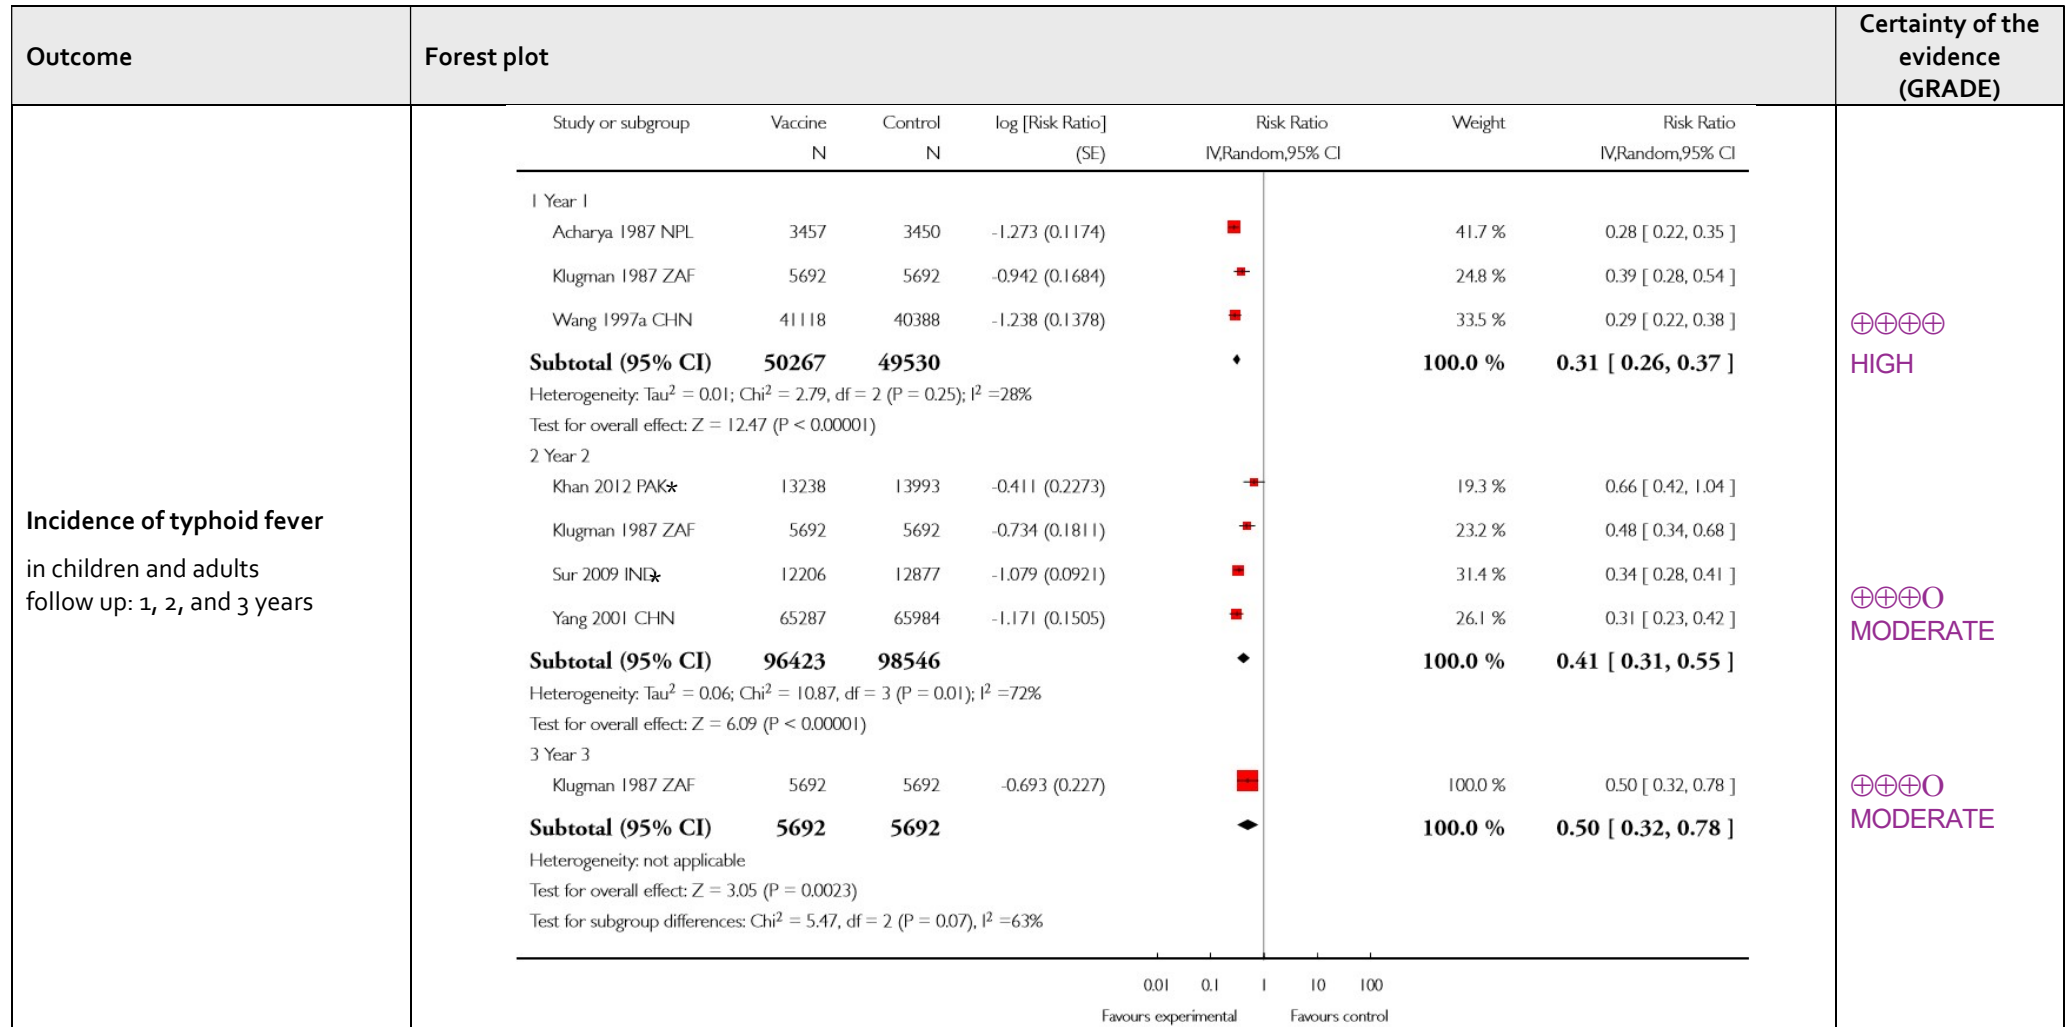 Outcome
Forest plot
Certainty of the
evidence
(GRADE)
Study or subgroup Vaccine Control log [Risk Ratio] Risk Ratio Weight Risk Ratio
N N (SE) IV,Random,95% CI IV,Random,95% CI
1 Year 1
Acharya 1987 NPL 3457 3450 -1.273 (0.1174) 41.7 % 0.28 [ 0.22, 0.35 ]
Klugman 1987 ZAF 5692 5692 -0.942 (0.1684) 24.8 % 0.39 [ 0.28, 0.54 ]
Wang 1997a CHN 41118 40388 -1.238 (0.1378) 33.5 % 0.29 [ 0.22, 0.38 ]
Subtotal (95% CI) 50267 49530 100.0 % 0.31 [ 0.26, 0.37 ]
Heterogeneity: Tau² = 0.01; Chi² = 2.79, df = 2 (P = 0.25); I² =28%
Test for overall effect: Z = 12.47 (P < 0.00001)
2 Year 2
Khan 2012 PAK* 13238 13993 -0.411 (0.2273) 19.3 % 0.66 [ 0.42, 1.04 ]
Klugman 1987 ZAF 5692 5692 -0.734 (0.1811) 23.2 % 0.48 [ 0.34, 0.68 ]
Sur 2009 IND* 12206 12877 -1.079 (0.0921) 31.4 % 0.34 [ 0.28, 0.41 ]
Yang 2001 CHN 65287 65984 -1.171 (0.1505) 26.1 % 0.31 [ 0.23, 0.42 ]
Subtotal (95% CI) 96423 98546 100.0 % 0.41 [ 0.31, 0.55 ]
Heterogeneity: Tau² = 0.06; Chi² = 10.87, df = 3 (P = 0.01); I² =72%
Test for overall effect: Z = 6.09 (P < 0.00001)
3 Year 3
Klugman 1987 ZAF 5692 5692 -0.693 (0.227) 100.0 % 0.50 [ 0.32, 0.78 ]
Subtotal (95% CI) 5692 5692 100.0 % 0.50 [ 0.32, 0.78 ]
Heterogeneity: not applicable
Test for overall effect: Z = 3.05 (P = 0.0023)
Test for subgroup differences: Chi² = 5.47, df = 2 (P = 0.07), I² =63%
0.01 0.1 1 10 100
Favours experimental Favours control
Incidence of typhoid fever
in children and adults
follow up: 1, 2, and 3 years
⊕⊕⊕⊕
HIGH
⊕⊕⊕O
MODERATE
⊕⊕⊕O
MODERATE